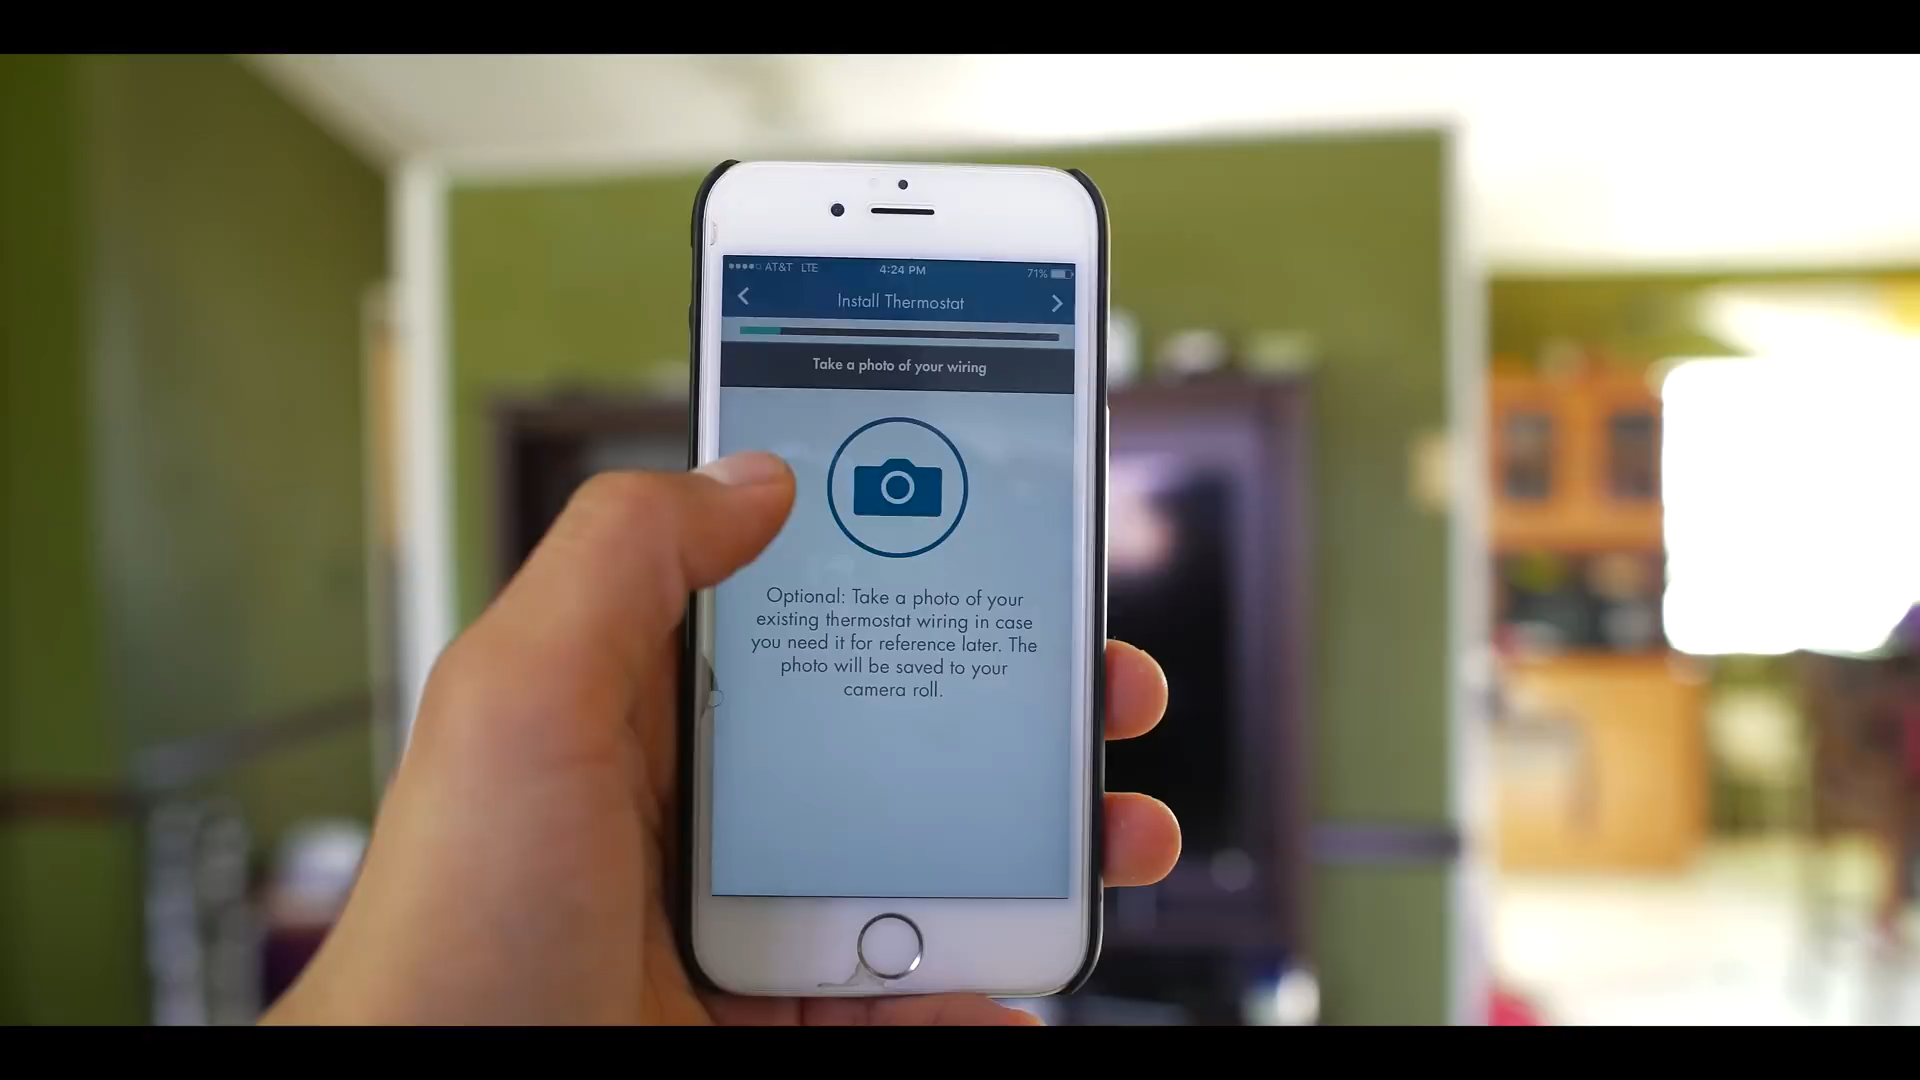 AT&T LTE 4:24 PM 71%
Install Thermostat
Take a photo of your wiring
Optional: Take a photo of your
existing thermostat wiring in case
you need it for reference later. The
photo will be saved to your
camera roll.